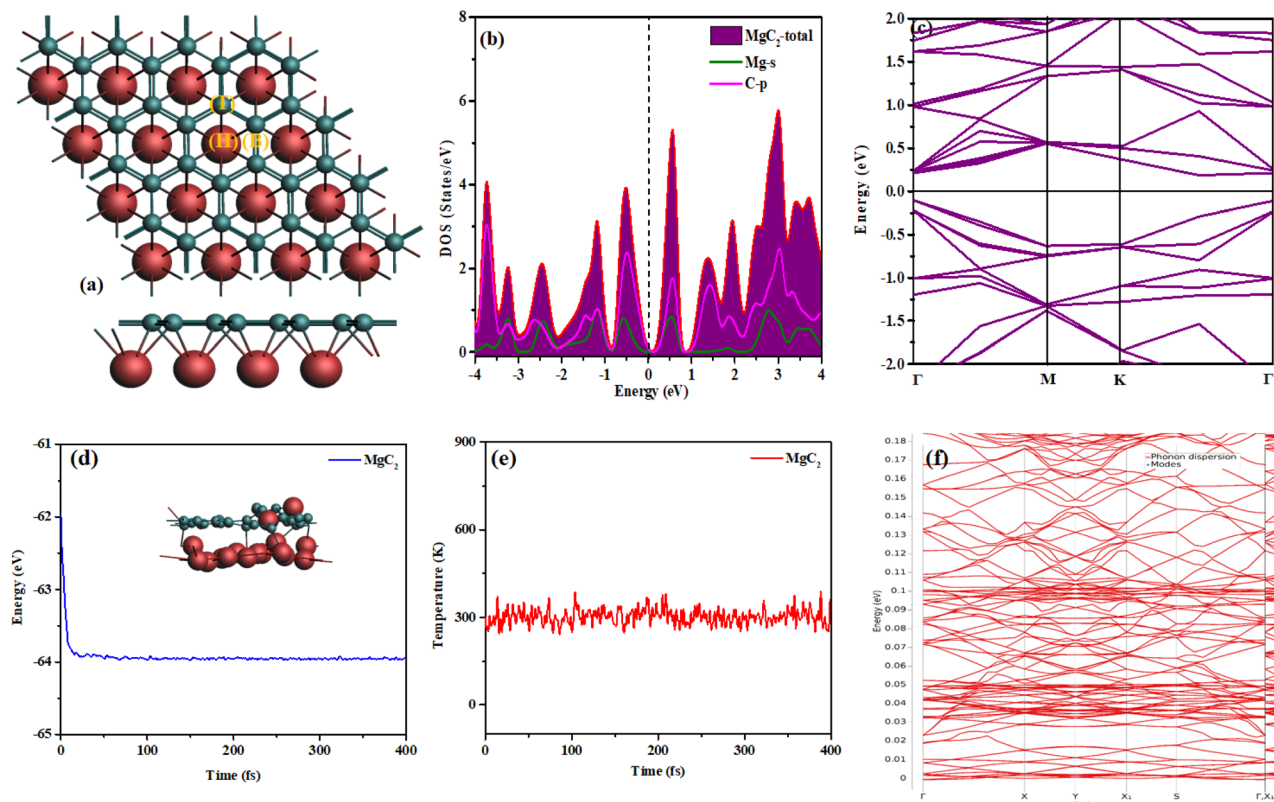 (a)
(T)
(H)
(B)
(b)
MgC₂-total
Mg-s
C-p
DOS (States/eV)
8
6
4
2
0
-4
-3
-2
-1
0
1
2
3
4
Energy (eV)
(c)
Energy (eV)
2.0
1.0
0.5
0.0
-0.5
-1.0
-1.5
-2.0
Γ
M
K
Γ
(d)
MgC₂
Energy (eV)
-61
-62
-63
-64
-65
0
100
200
300
400
Time (fs)
(e)
MgC₂
Temperature (K)
900
750
600
300
0
0
100
200
300
400
Time (fs)
(f)
Phonon dispersion
Modes
Energy (eV)
0.18
0.17
0.16
0.15
0.14
0.13
0.12
0.11
0.1
0.09
0.08
0.07
0.06
0.05
0.04
0.03
0.02
0.01
0
Γ
X
Y
X₁
S
Γ,X₁